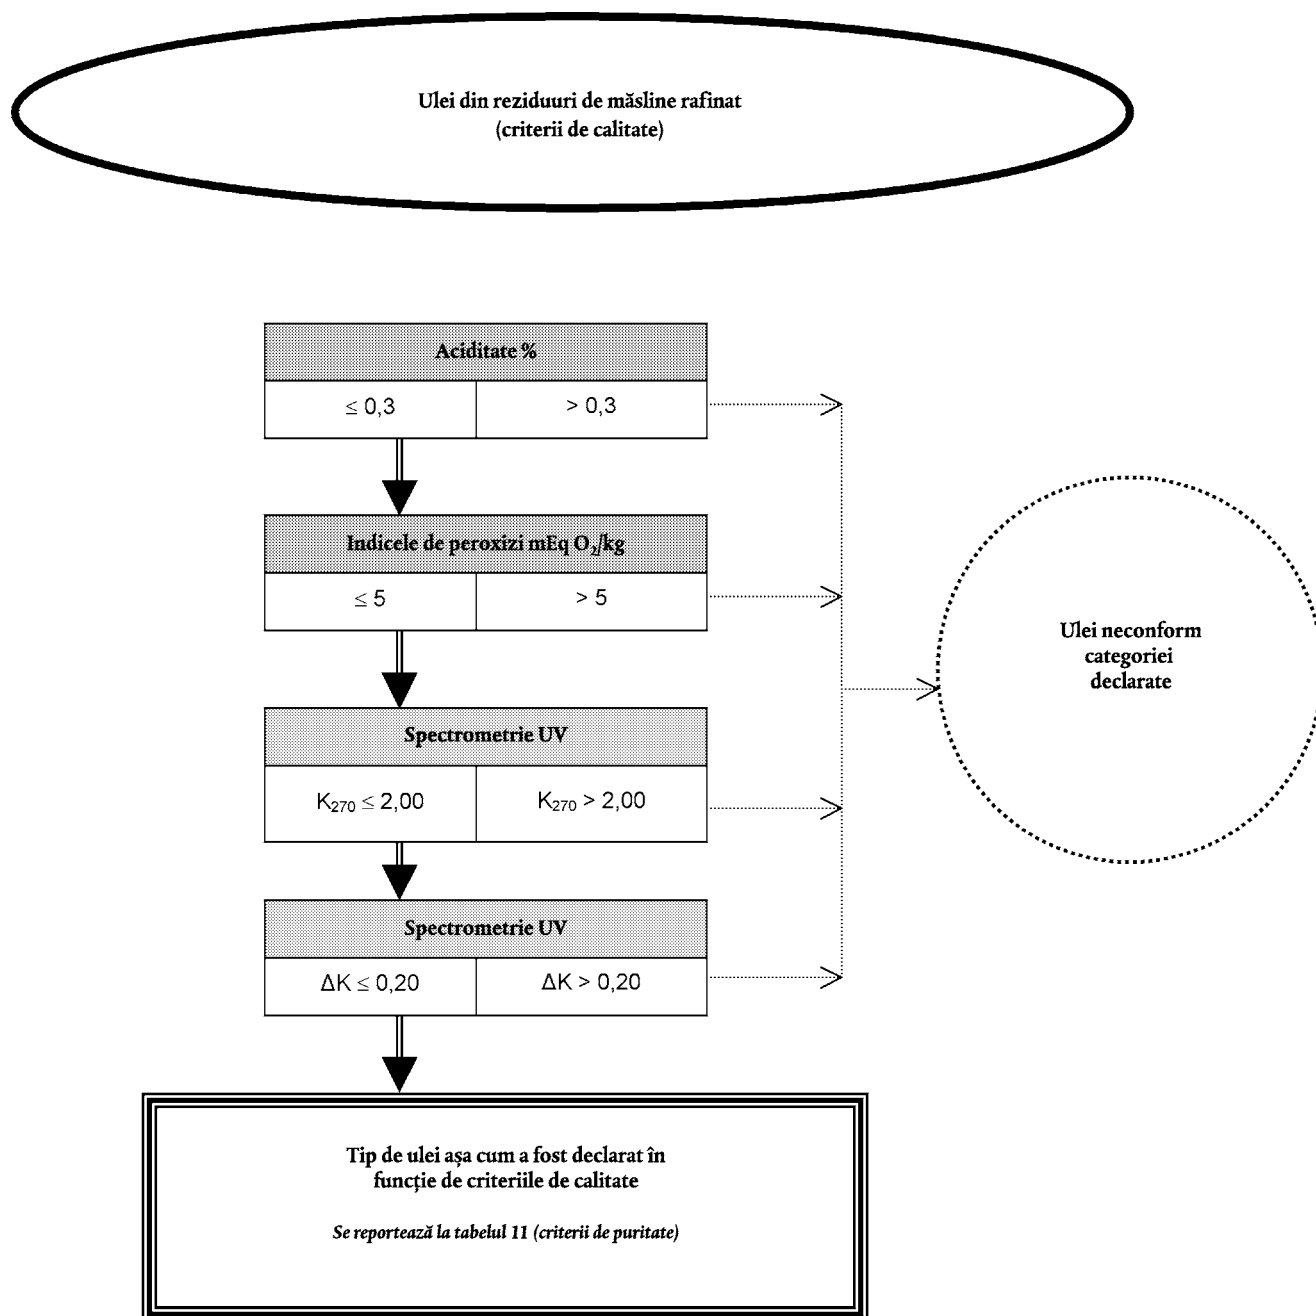 Ulei din reziduuri de măsline rafinat
(criterii de calitate)
Aciditate %
≤ 0,3 > 0,3
Indicele de peroxizi mEq O₂/kg
≤ 5 > 5
Ulei neconform
categoriei
declarate
Spectrometrie UV
K₂₇₀ ≤ 2,00 K₂₇₀ > 2,00
Spectrometrie UV
ΔK ≤ 0,20 ΔK > 0,20
Tip de ulei așa cum a fost declarat în
funcție de criteriile de calitate
Se reportează la tabelul 11 (criterii de puritate)